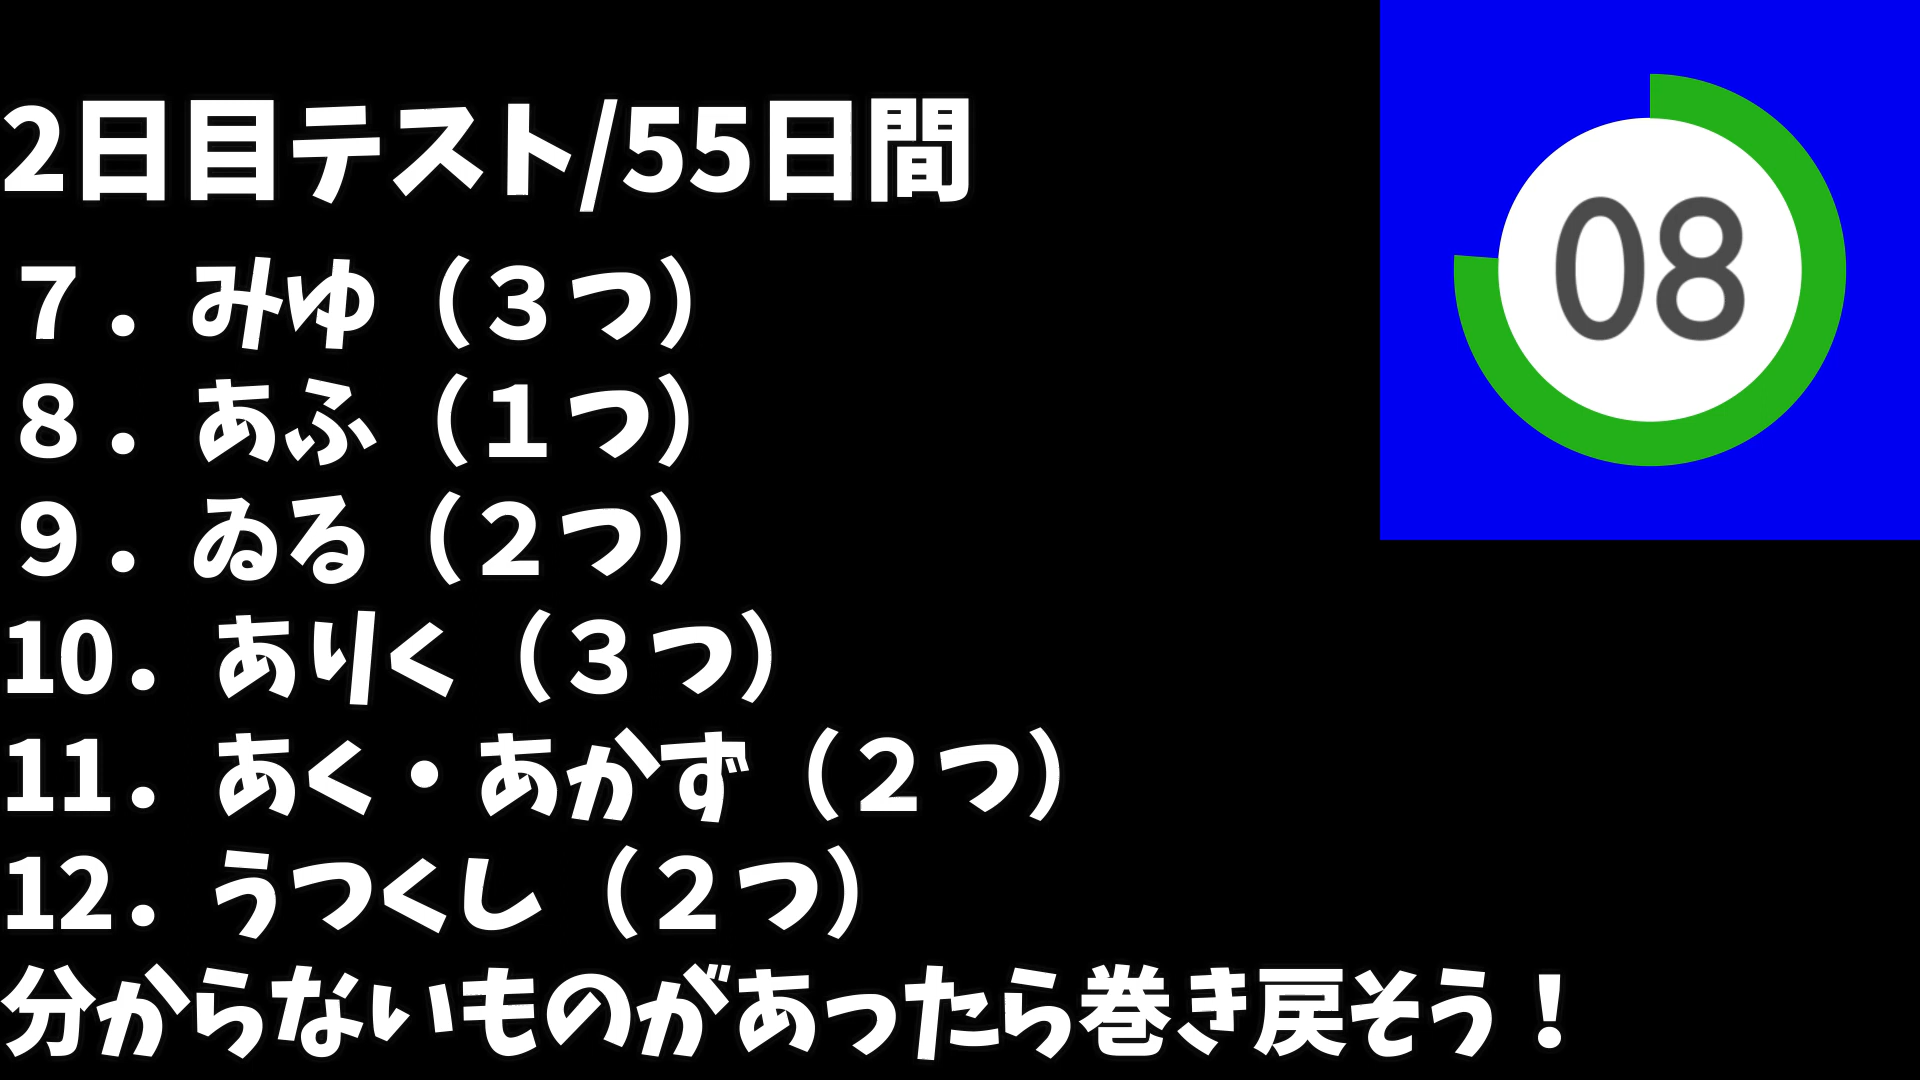 2日目テスト/55日間
７．みゆ（３つ）
８．あふ（１つ）
９．ゐる（２つ）
10．ありく（３つ）
11．あく・あかず（２つ）
12．うつくし（２つ）
分からないものがあったら巻き戻そう！
08